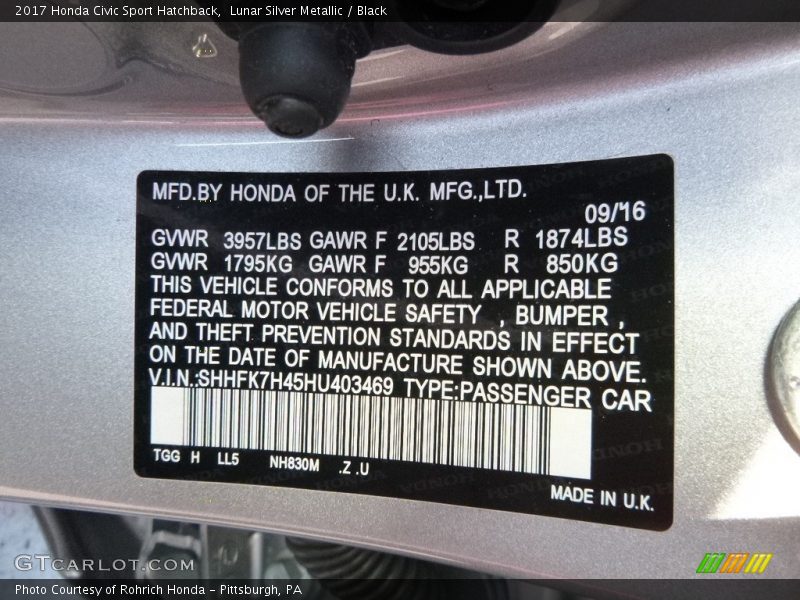 2017 Honda Civic Sport Hatchback,  Lunar Silver Metallic / Black
MFD.BY HONDA OF THE U.K. MFG.,LTD.
09/'16
GVWR 3957LBS GAWR F 2105LBS R 1874LBS
GVWR 1795KG GAWR F 955KG R 850KG
THIS VEHICLE CONFORMS TO ALL APPLICABLE
FEDERAL MOTOR VEHICLE SAFETY , BUMPER ,
AND THEFT PREVENTION STANDARDS IN EFFECT
ON THE DATE OF MANUFACTURE SHOWN ABOVE.
V.I.N.:SHHFK7H45HU403469 TYPE:PASSENGER CAR
TGG H LL5 NH830M .Z .U
MADE IN U.K.
GTCARLOT.COM
Photo Courtesy of Rohrich Honda - Pittsburgh, PA